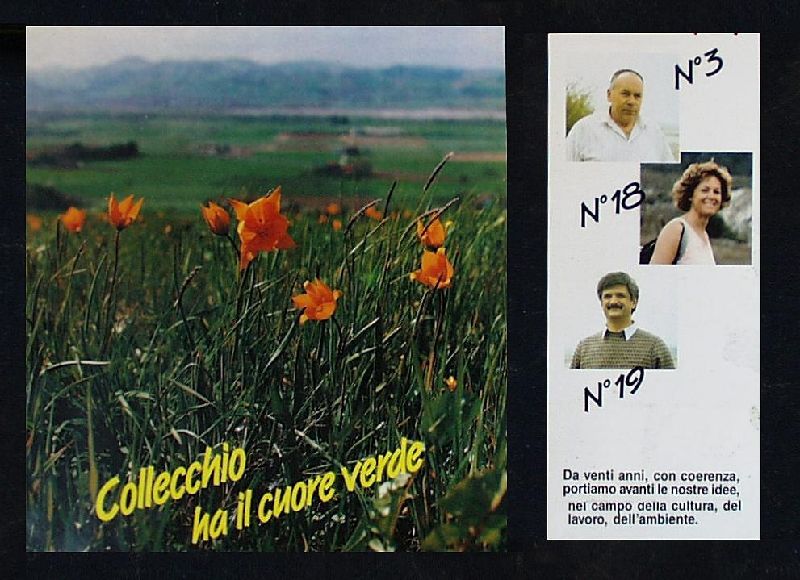 Collecchio
ha il cuore verde
N°3
N°18
N°19
Da venti anni, con coerenza,
portiamo avanti le nostre idee,
nel campo della cultura, del
lavoro, dell'ambiente.